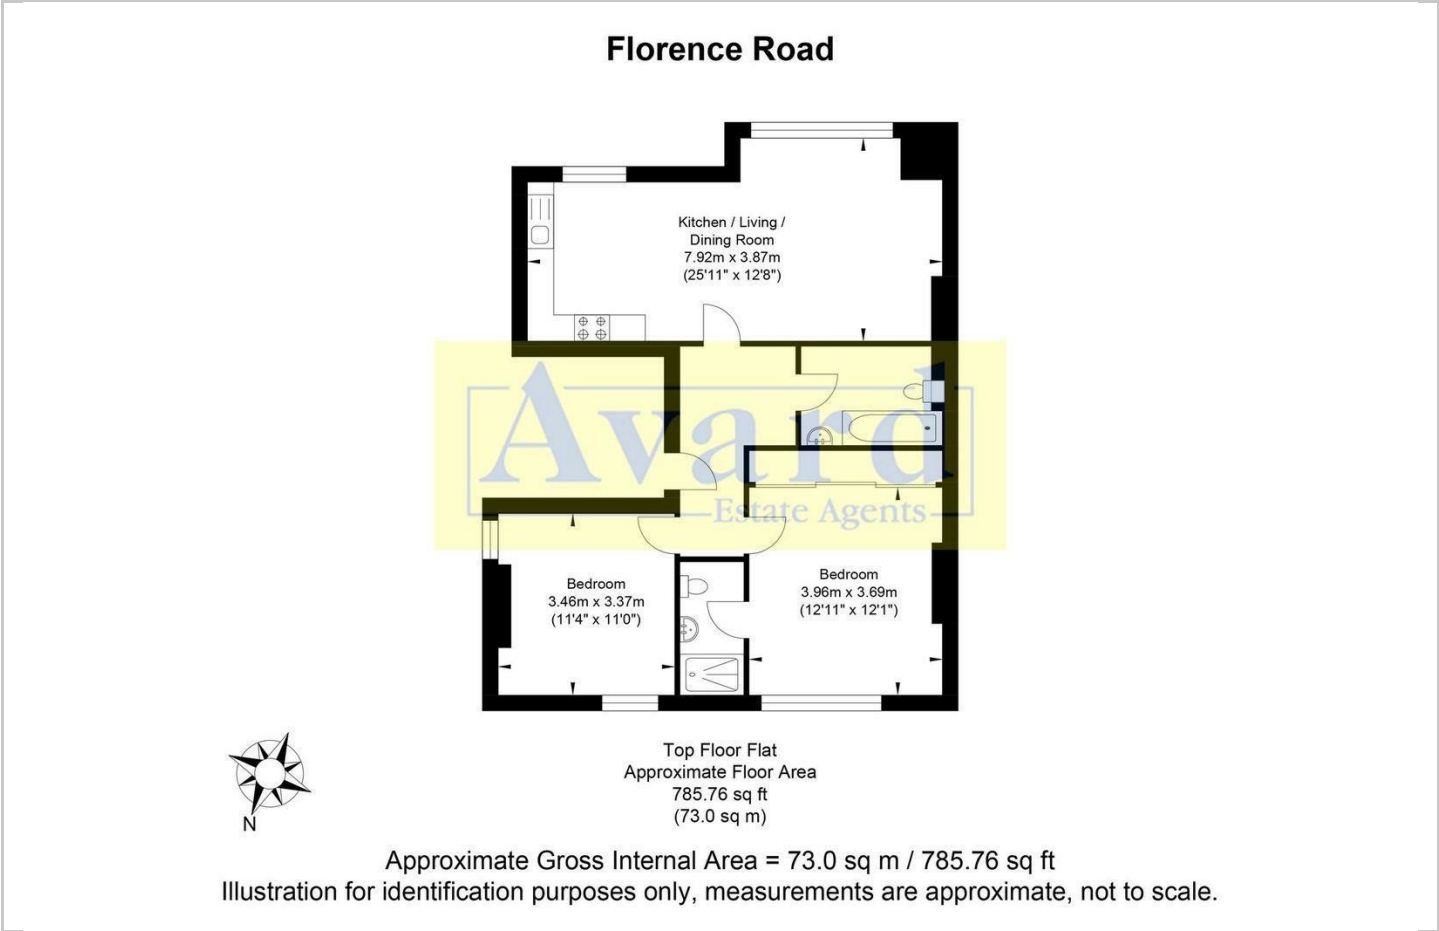 Florence Road
Kitchen / Living /
Dining Room
7.92m x 3.87m
(25'11" x 12'8")
Avard
Estate Agents
Bedroom
3.46m x 3.37m
(11'4" x 11'0")
Bedroom
3.96m x 3.69m
(12'11" x 12'1")
N
Top Floor Flat
Approximate Floor Area
785.76 sq ft
(73.0 sq m)
Approximate Gross Internal Area = 73.0 sq m / 785.76 sq ft
Illustration for identification purposes only, measurements are approximate, not to scale.